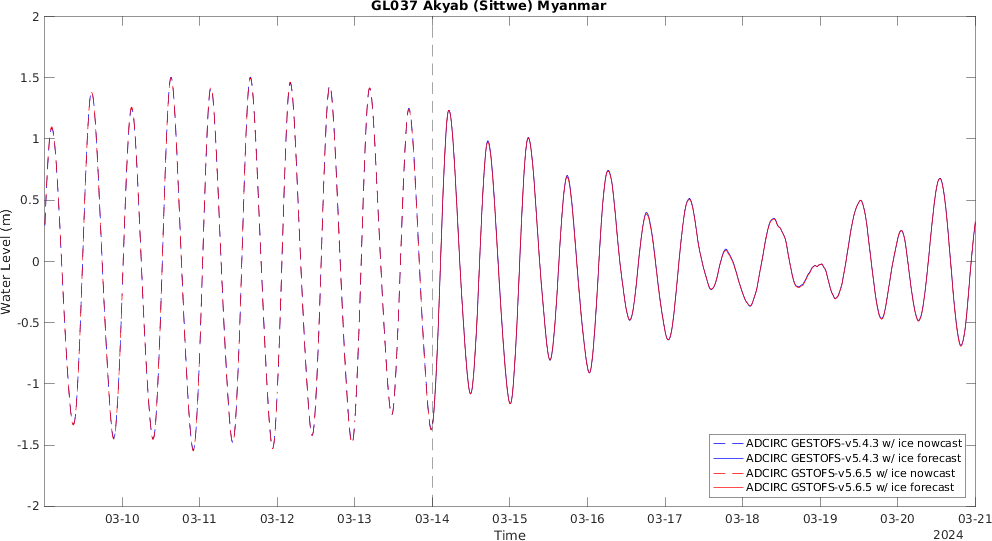 GL037 Akyab (Sittwe) Myanmar
2
1.5
1
0.5
0
-0.5
-1
-1.5
-2
Water Level (m)
03-10 03-11 03-12 03-13 03-14 03-15 03-16 03-17 03-18 03-19 03-20 03-21
Time
2024
ADCIRC GESTOFS-v5.4.3 w/ ice nowcast
ADCIRC GESTOFS-v5.4.3 w/ ice forecast
ADCIRC GSTOFS-v5.6.5 w/ ice nowcast
ADCIRC GSTOFS-v5.6.5 w/ ice forecast